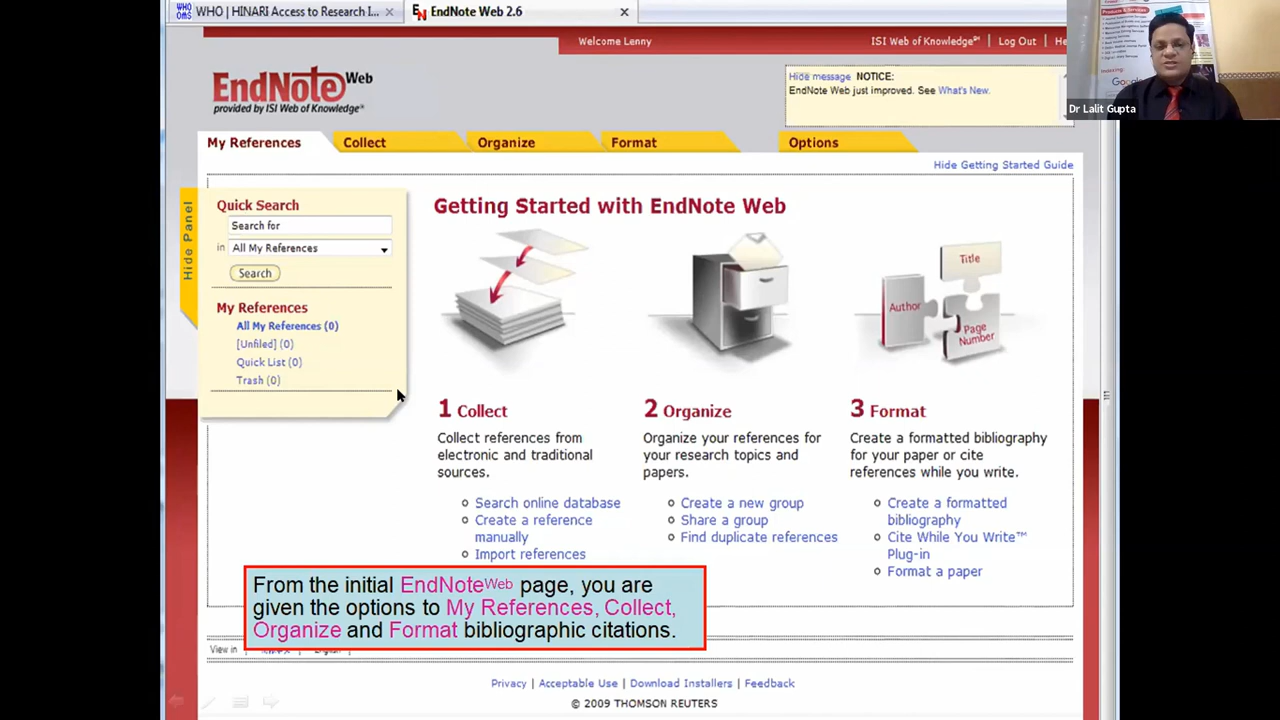 WHO | HINARI Access to Research I...
EndNote Web 2.6
Welcome Lenny
ISI Web of Knowledge℠ | Log Out | He
EndNote Web
provided by ISI Web of Knowledge
Hide message NOTICE:
EndNote Web just improved. See What's New.
Dr Lalit Gupta
My References
Collect
Organize
Format
Options
Hide Getting Started Guide
Hide Panel
Quick Search
Search for
in All My References
Search
My References
All My References (0)
[Unfiled] (0)
Quick List (0)
Trash (0)
Getting Started with EndNote Web
Title
Author
Page
Number
1 Collect
Collect references from
electronic and traditional
sources.
Search online database
Create a reference
manually
Import references
2 Organize
Organize your references for
your research topics and
papers.
Create a new group
Share a group
Find duplicate references
3 Format
Create a formatted bibliography
for your paper or cite
references while you write.
Create a formatted
bibliography
Cite While You Write™
Plug-in
Format a paper
From the initial EndNoteWeb page, you are
given the options to My References, Collect,
Organize and Format bibliographic citations.
View in
Privacy | Acceptable Use | Download Installers | Feedback
© 2009 THOMSON REUTERS
Google